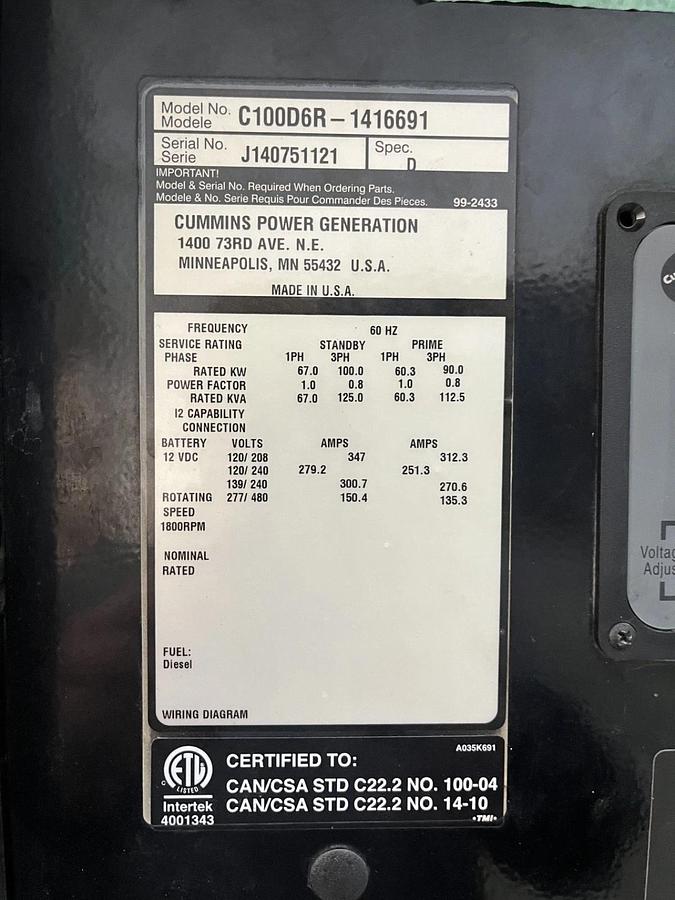 Model No. C100D6R-1416691
Modele
Serial No. J140751121 Spec. D
Serie
IMPORTANT!
Model & Serial No. Required When Ordering Parts.
Modele & No. Serie Requis Pour Commander Des Pieces. 99-2433
CUMMINS POWER GENERATION
1400 73RD AVE. N.E.
MINNEAPOLIS, MN 55432 U.S.A.
MADE IN U.S.A.
FREQUENCY 60 HZ
SERVICE RATING STANDBY PRIME
PHASE 1PH 3PH 1PH 3PH
RATED KW 67.0 100.0 60.3 90.0
POWER FACTOR 1.0 0.8 1.0 0.8
RATED KVA 67.0 125.0 60.3 112.5
I2 CAPABILITY
CONNECTION
BATTERY VOLTS AMPS AMPS
12 VDC 120/ 208 347 312.3
120/ 240 279.2 251.3
139/ 240 300.7 270.6
ROTATING 277/ 480 150.4 135.3
SPEED
1800RPM
NOMINAL
RATED
FUEL:
Diesel
WIRING DIAGRAM
A035K691
CERTIFIED TO:
CAN/CSA STD C22.2 NO. 100-04
CAN/CSA STD C22.2 NO. 14-10
ETL
C LISTED
Intertek
4001343
•TMI•
Voltag
Adjus